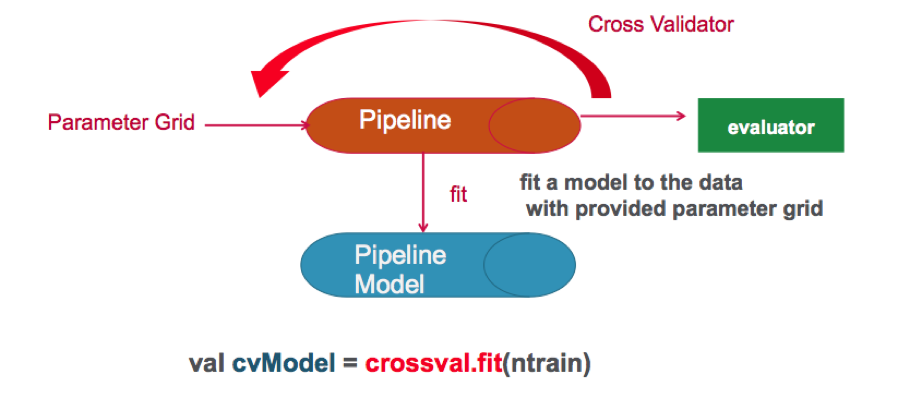 Cross Validator
Parameter Grid
Pipeline
evaluator
fit
fit a model to the data
with provided parameter grid
Pipeline
Model
val cvModel = crossval.fit(ntrain)